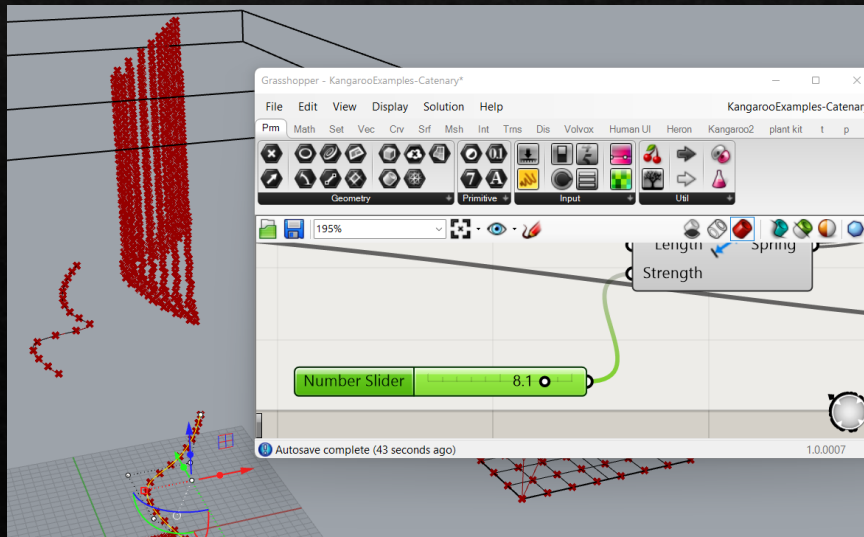 Grasshopper - KangarooExamples-Catenary*
File Edit View Display Solution Help KangarooExamples-Catenar
Prm Math Set Vec Crv Srf Msh Int Trns Dis Volvox Human UI Heron Kangaroo2 plant kit t p
Geometry Primitive Input Util
195%
Length Spring
Strength
Number Slider 8.1
Autosave complete (43 seconds ago) 1.0.0007